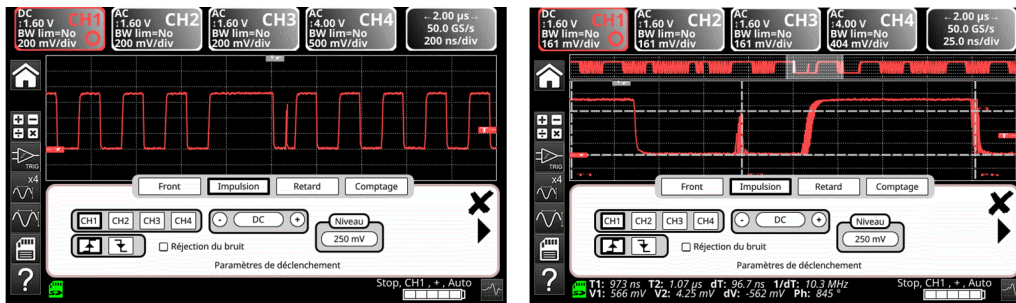 DC CH1
:1.60 V
BW lim=No
200 mV/div
AC CH2
:1.60 V
BW lim=No
200 mV/div
AC CH3
:1.60 V
BW lim=No
200 mV/div
AC CH4
:4.00 V
BW lim=No
500 mV/div
←2.00 µs→
50.0 GS/s
200 ns/div
TRIG
x4
Front Impulsion Retard Comptage
CH1 CH2 CH3 CH4 - DC + Niveau
250 mV
Réjection du bruit
Paramètres de déclenchement
?
Stop, CH1 , + , Auto
DC CH1
:1.60 V
BW lim=No
161 mV/div
AC CH2
:1.60 V
BW lim=No
161 mV/div
AC CH3
:1.60 V
BW lim=No
161 mV/div
AC CH4
:4.00 V
BW lim=No
404 mV/div
←2.00 µs→
50.0 GS/s
25.0 ns/div
TRIG
x4
Front Impulsion Retard Comptage
CH1 CH2 CH3 CH4 - DC + Niveau
250 mV
Réjection du bruit
Paramètres de déclenchement
?
Stop, CH1 , + , Auto
T1: 973 ns T2: 1.07 µs dT: 96.7 ns 1/dT: 10.3 MHz
V1: 566 mV V2: 4.25 mV dV: -562 mV Ph: 845 °